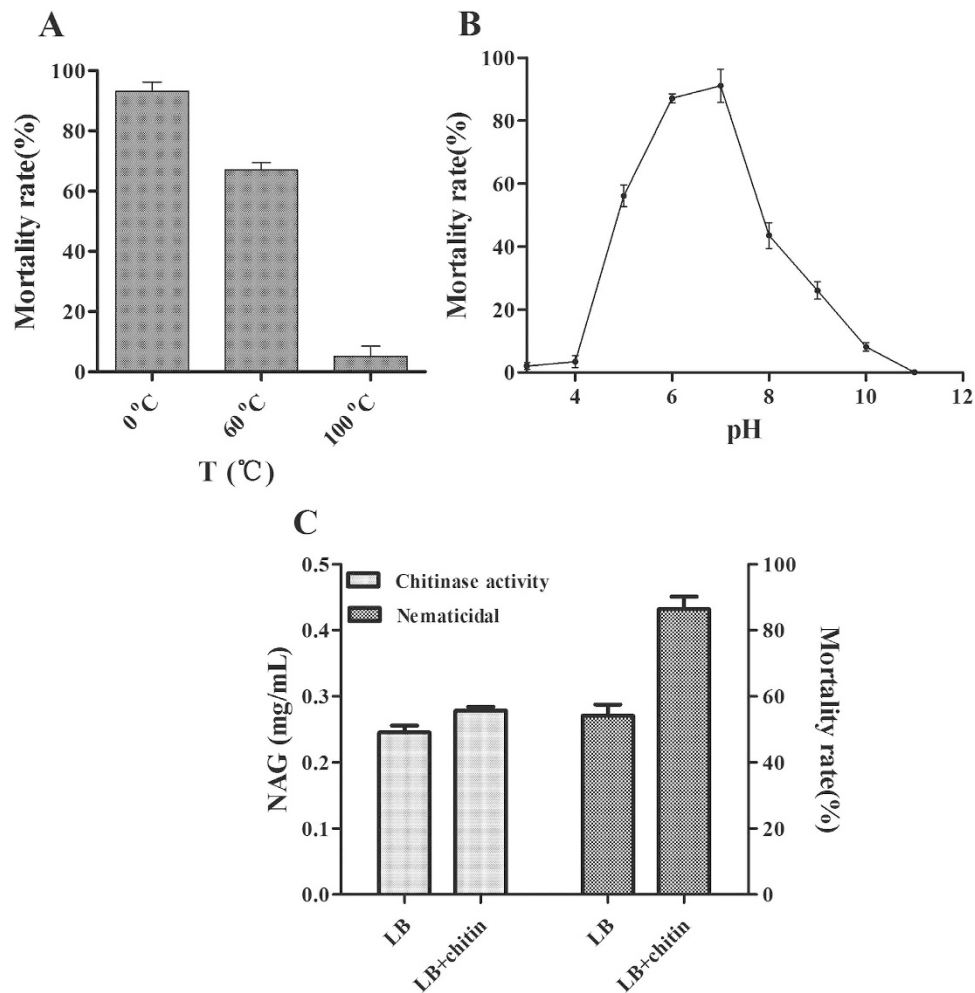 A
Mortality rate(%)
100
80
60
40
20
0
0 °C
60 °C
100 °C
T (℃)
B
Mortality rate(%)
100
80
60
40
20
0
4
6
8
10
12
pH
C
NAG (mg/mL)
0.5
0.4
0.3
0.2
0.1
0.0
Chitinase activity
Nematicidal
100
80
60
40
20
0
Mortality rate(%)
LB
LB+chitin
LB
LB+chitin